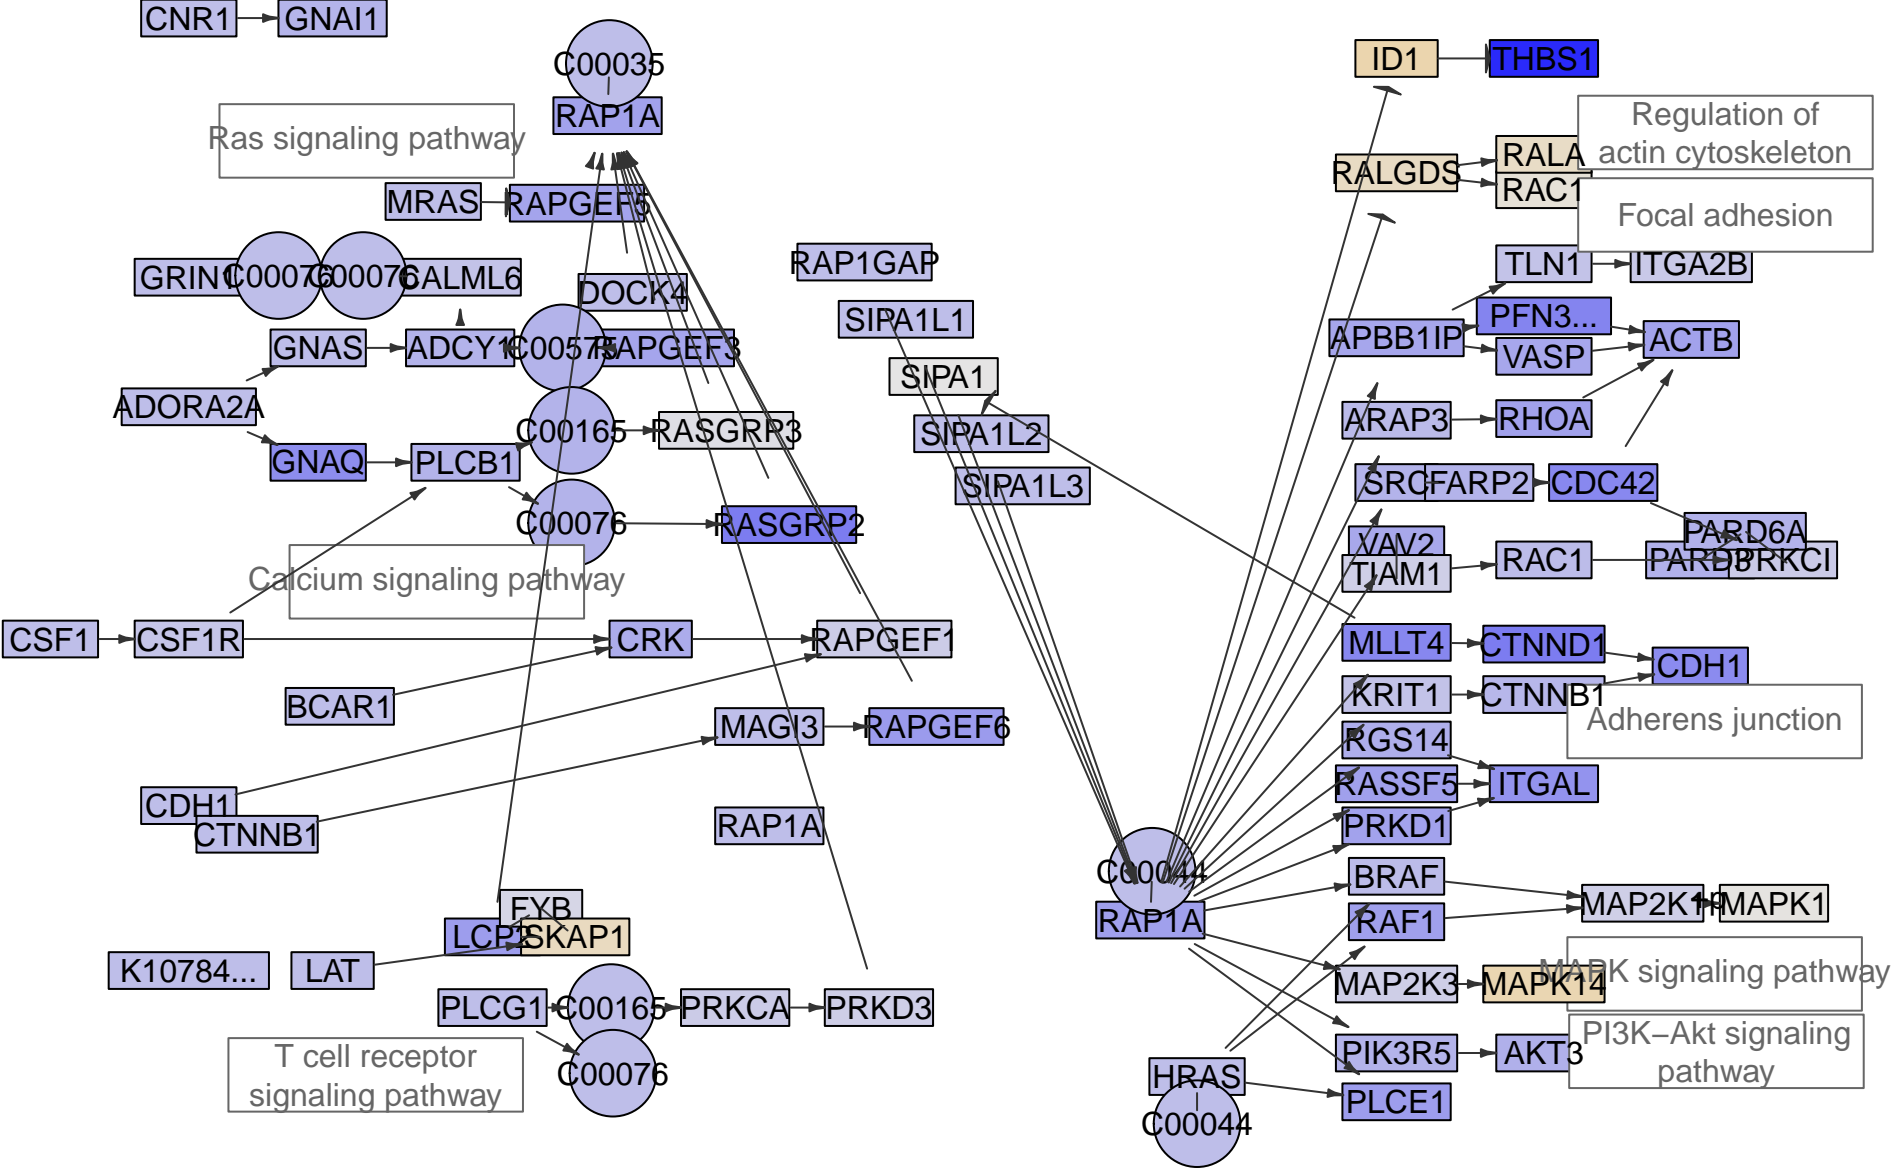 CNR1
GNAI1
C00035
RAP1A
Ras signaling pathway
MRAS
RAPGEF5
GRIN1
C00076
C00076
CALML6
DOCK4
GNAS
ADCY1
C00575
RAPGEF3
ADORA2A
C00165
RASGRP3
GNAQ
PLCB1
C00076
RASGRP2
Calcium signaling pathway
CSF1
CSF1R
CRK
RAPGEF1
BCAR1
MAGI3
RAPGEF6
CDH1
CTNNB1
RAP1A
FYB
LCP2
SKAP1
K10784...
LAT
PLCG1
C00165
PRKCA
PRKD3
T cell receptor
signaling pathway
C00076
RAP1GAP
SIPA1L1
SIPA1
SIPA1L2
SIPA1L3
C00044
RAP1A
HRAS
C00044
ID1
THBS1
Regulation of
actin cytoskeleton
RALGDS
RALA
RAC1
Focal adhesion
TLN1
ITGA2B
APBB1IP
PFN3...
VASP
ACTB
ARAP3
RHOA
SRC
FARP2
CDC42
VAV2
TIAM1
RAC1
PARD6A
PARD3
PRKCI
MLLT4
CTNND1
CDH1
KRIT1
CTNNB1
Adherens junction
RGS14
RASSF5
ITGAL
PRKD1
BRAF
RAF1
MAP2K1
+p
MAPK1
MAP2K3
MAPK14
MAPK signaling pathway
PIK3R5
AKT3
PI3K−Akt signaling
pathway
PLCE1